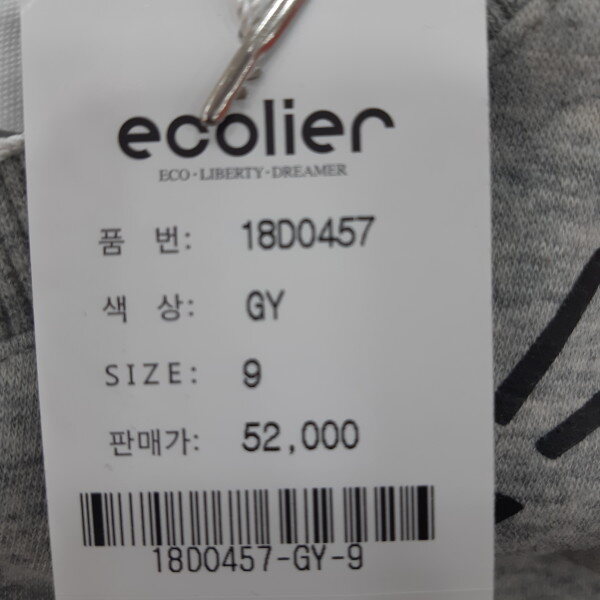 ecolier
ECO·LIBERTY·DREAMER
품 번: 18D0457
색 상: GY
SIZE: 9
판매가: 52,000
18D0457-GY-9